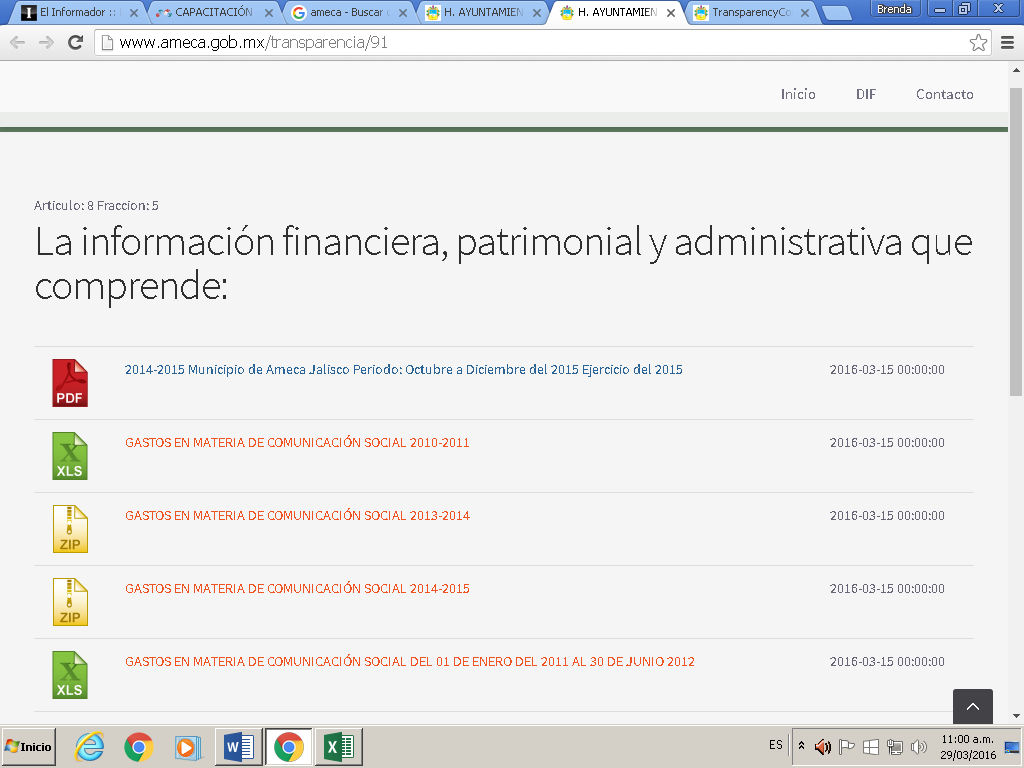 El Informador ::
CAPACITACIÓN
ameca - Buscar
H. AYUNTAMIEN
H. AYUNTAMIEN
TransparencyCo
Brenda
www.ameca.gob.mx/transparencia/91
Inicio DIF Contacto
Articulo: 8 Fraccion: 5
La información financiera, patrimonial y administrativa que
comprende:
PDF
2014-2015 Municipio de Ameca Jalisco Periodo: Octubre a Diciembre del 2015 Ejercicio del 2015 2016-03-15 00:00:00
XLS
GASTOS EN MATERIA DE COMUNICACIÓN SOCIAL 2010-2011 2016-03-15 00:00:00
ZIP
GASTOS EN MATERIA DE COMUNICACIÓN SOCIAL 2013-2014 2016-03-15 00:00:00
ZIP
GASTOS EN MATERIA DE COMUNICACIÓN SOCIAL 2014-2015 2016-03-15 00:00:00
XLS
GASTOS EN MATERIA DE COMUNICACIÓN SOCIAL DEL 01 DE ENERO DEL 2011 AL 30 DE JUNIO 2012 2016-03-15 00:00:00
Inicio
ES
11:00 a.m.
29/03/2016